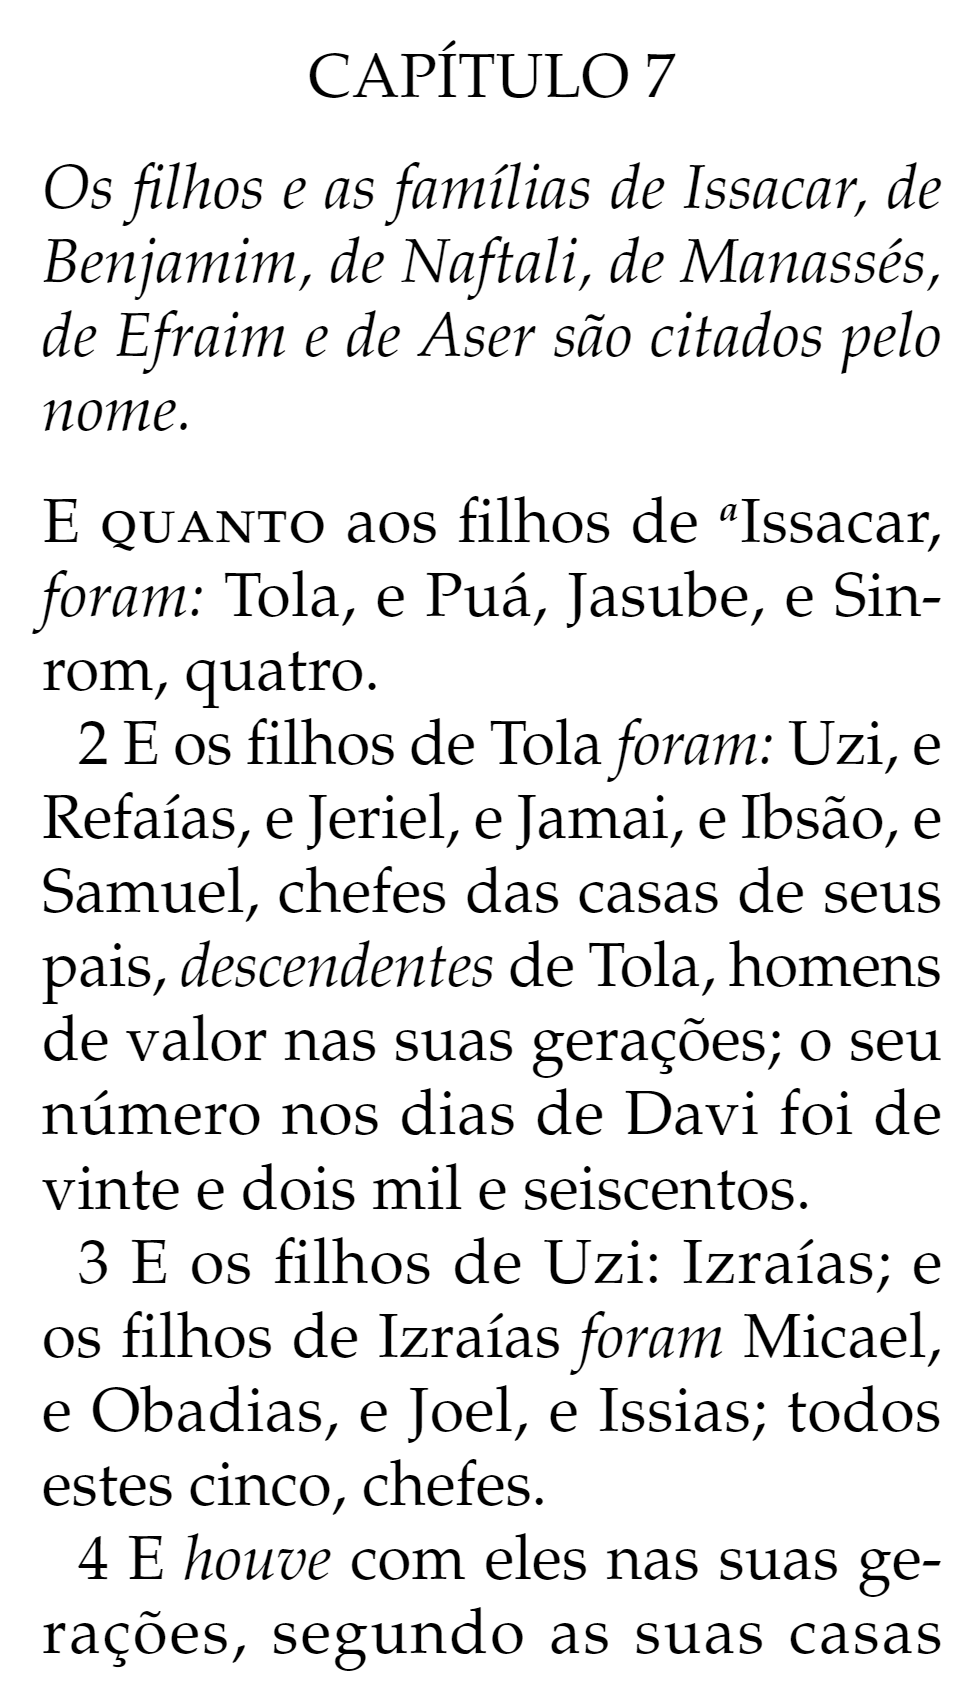 CAPÍTULO 7
Os filhos e as famílias de Issacar, de
Benjamim, de Naftali, de Manassés,
de Efraim e de Aser são citados pelo
nome.
E QUANTO aos filhos de ᵃIssacar,
foram: Tola, e Puá, Jasube, e Sin-
rom, quatro.
2 E os filhos de Tola foram: Uzi, e
Refaías, e Jeriel, e Jamai, e Ibsão, e
Samuel, chefes das casas de seus
pais, descendentes de Tola, homens
de valor nas suas gerações; o seu
número nos dias de Davi foi de
vinte e dois mil e seiscentos.
3 E os filhos de Uzi: Izraías; e
os filhos de Izraías foram Micael,
e Obadias, e Joel, e Issias; todos
estes cinco, chefes.
4 E houve com eles nas suas ge-
rações, segundo as suas casas